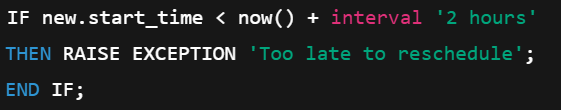 IF new.start_time < now() + interval '2 hours'
THEN RAISE EXCEPTION 'Too late to reschedule';
END IF;